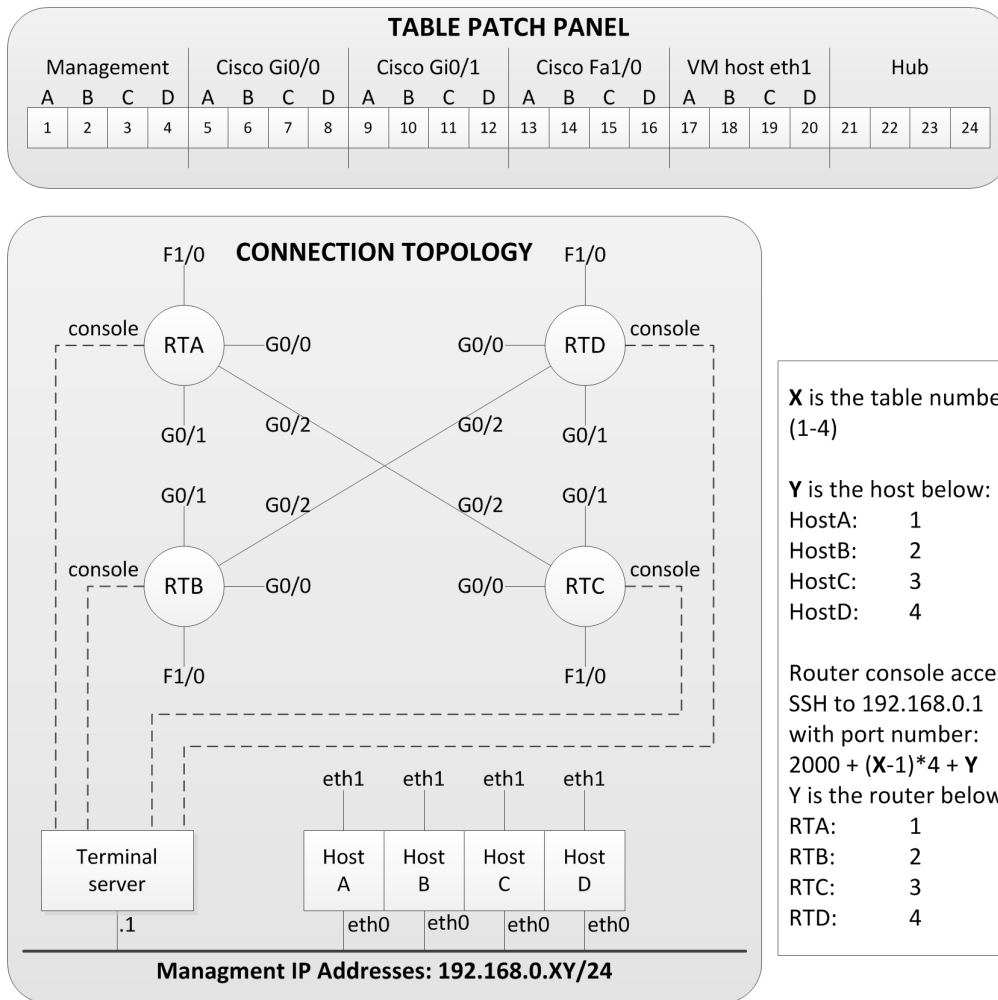 TABLE PATCH PANEL
Management Cisco Gi0/0 Cisco Gi0/1 Cisco Fa1/0 VM host eth1 Hub
A B C D A B C D A B C D A B C D A B C D
1 2 3 4 5 6 7 8 9 10 11 12 13 14 15 16 17 18 19 20 21 22 23 24
CONNECTION TOPOLOGY
F1/0 F1/0
console console
RTA G0/0 G0/0 RTD
G0/1 G0/2 G0/2 G0/1
G0/1 G0/2 G0/2 G0/1
console console
RTB G0/0 G0/0 RTC
F1/0 F1/0
eth1 eth1 eth1 eth1
Terminal server
Host A
Host B
Host C
Host D
.1 eth0 eth0 eth0 eth0
Managment IP Addresses: 192.168.0.XY/24
X is the table
(1-4)
Y is the host below:
HostA: 1
HostB: 2
HostC: 3
HostD: 4
Router console
SSH to 192.168.0.1
with port number:
2000 + (X-1)*4 + Y
Y is the router
RTA: 1
RTB: 2
RTC: 3
RTD: 4